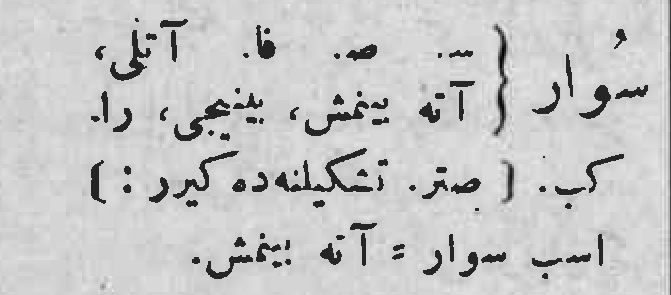 سُوار { س. ص. فا. آتلی،
آته بینمش، بینیجی، را
کب. [ صتر. تشکیلنه‌ده کیرر : ]
اسب سوار = آته بینمش.